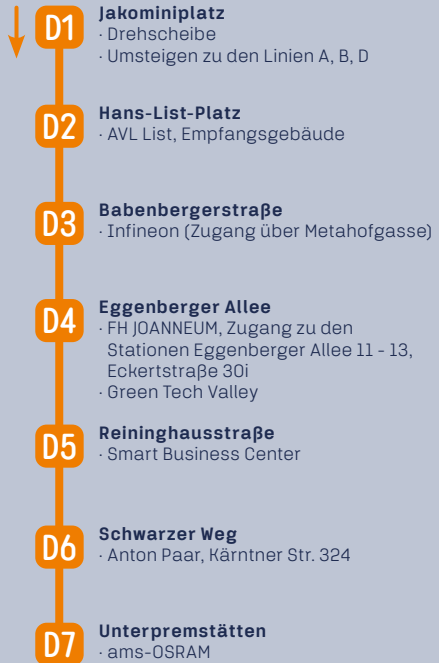 D1
Jakominiplatz
· Drehscheibe
· Umsteigen zu den Linien A, B, D
D2
Hans-List-Platz
· AVL List, Empfangsgebäude
D3
Babenbergerstraße
· Infineon (Zugang über Metahofgasse)
D4
Eggenberger Allee
· FH JOANNEUM, Zugang zu den
Stationen Eggenberger Allee 11 - 13,
Eckertstraße 30i
· Green Tech Valley
D5
Reininghausstraße
· Smart Business Center
D6
Schwarzer Weg
· Anton Paar, Kärntner Str. 324
D7
Unterpremstätten
· ams-OSRAM